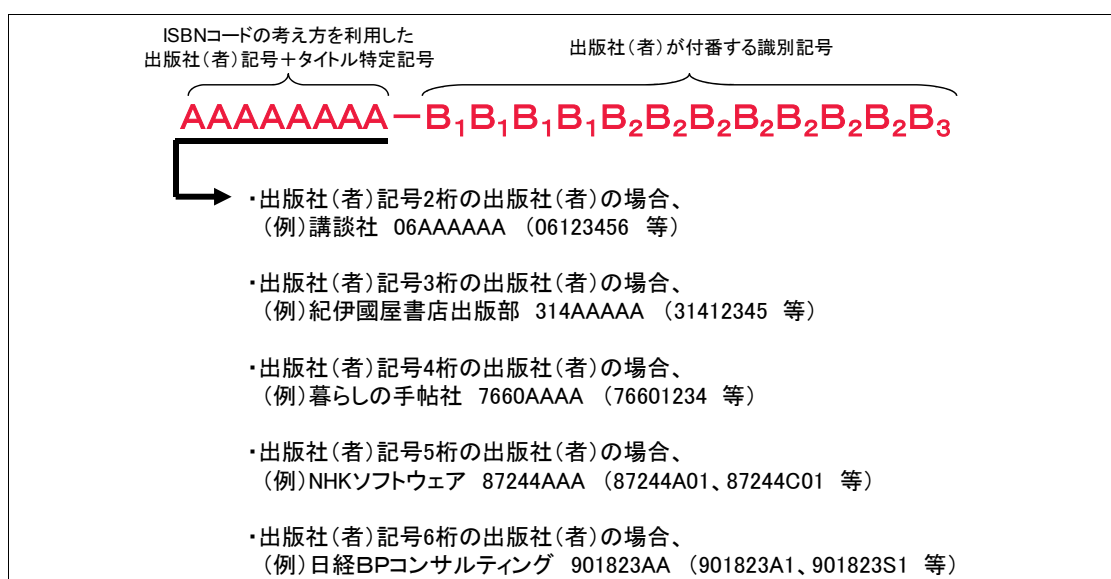 ISBNコードの考え方を利用した
出版社(者)記号+タイトル特定記号
出版社(者)が付番する識別記号
AAAAAAAA－B₁B₁B₁B₁B₂B₂B₂B₂B₂B₂B₂B₃
・出版社(者)記号2桁の出版社(者)の場合、
(例)講談社 06AAAAAA (06123456 等)
・出版社(者)記号3桁の出版社(者)の場合、
(例)紀伊國屋書店出版部 314AAAAA (31412345 等)
・出版社(者)記号4桁の出版社(者)の場合、
(例)暮らしの手帖社 7660AAAA (76601234 等)
・出版社(者)記号5桁の出版社(者)の場合、
(例)NHKソフトウェア 87244AAA (87244A01、87244C01 等)
・出版社(者)記号6桁の出版社(者)の場合、
(例)日経BPコンサルティング 901823AA (901823A1、901823S1 等)